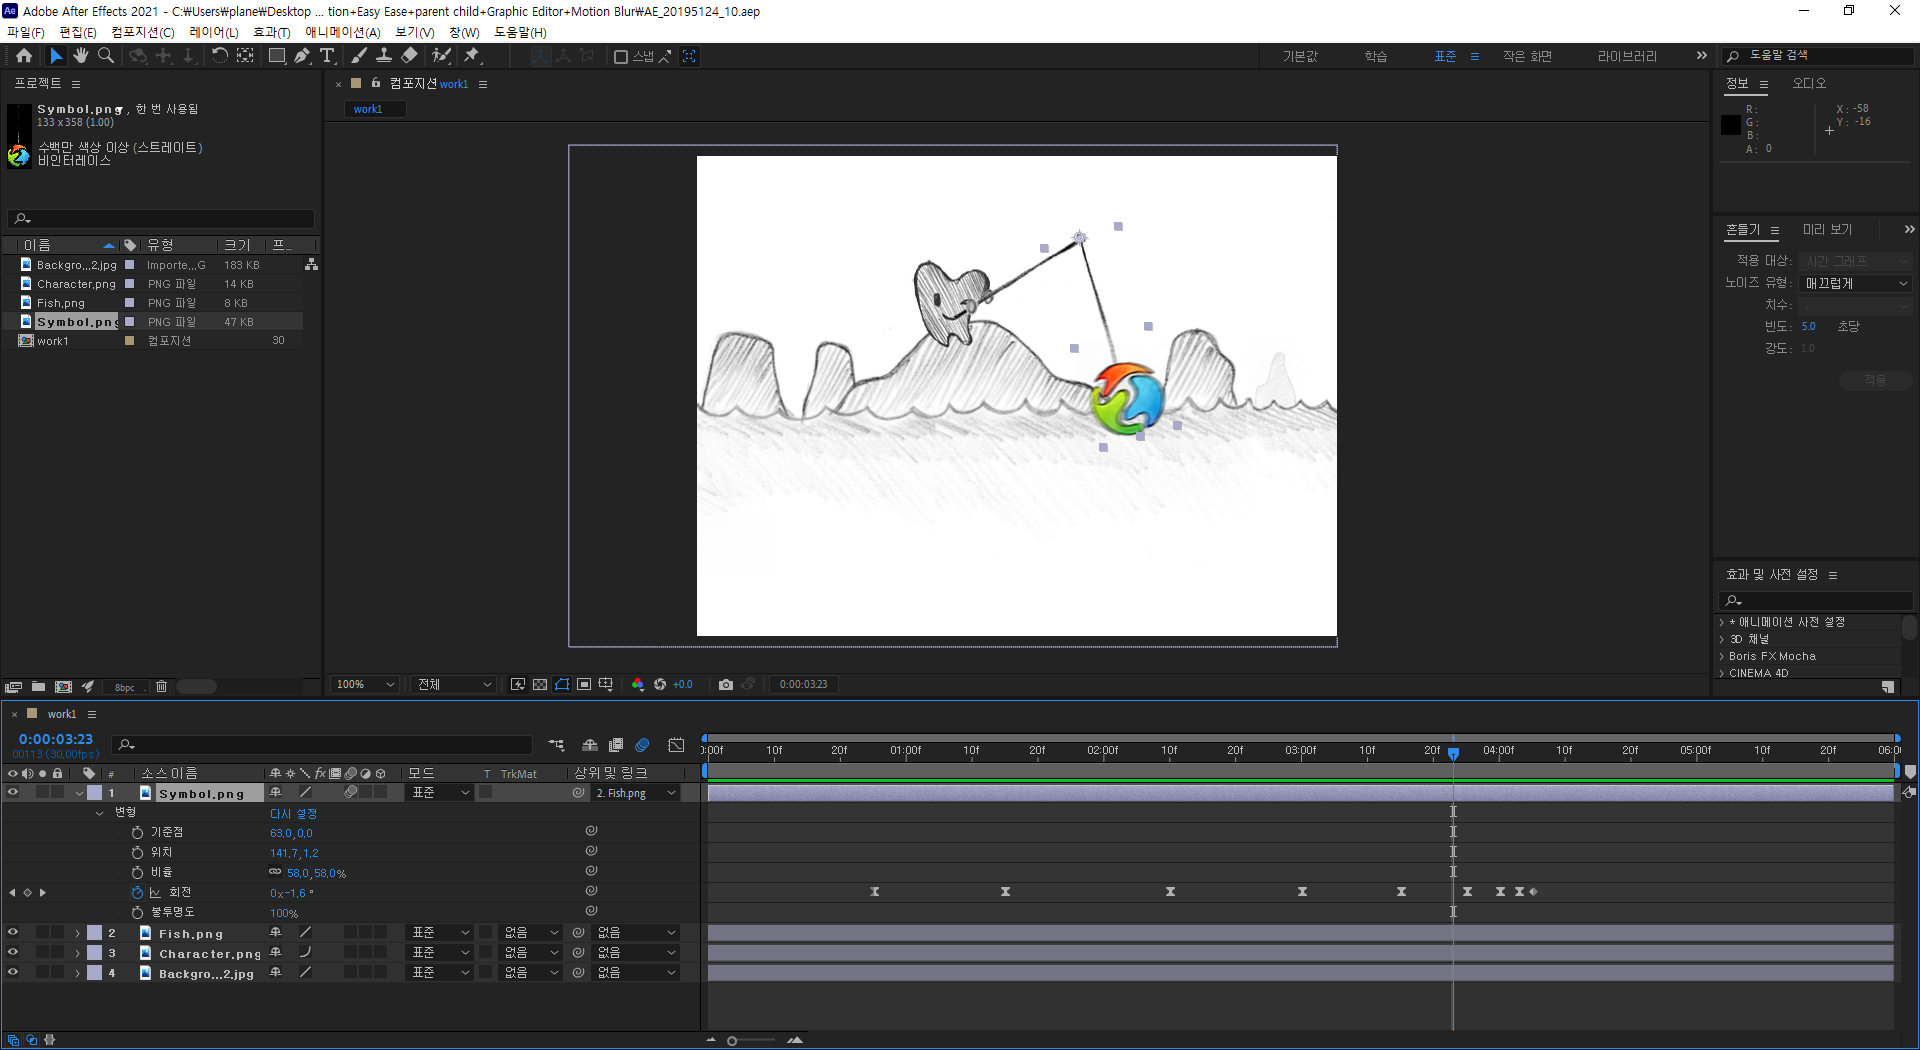 Ae Adobe After Effects 2021 - C:₩Users₩plane₩Desktop ... tion+Easy Ease+parent child+Graphic Editor+Motion Blur₩AE_20195124_10.aep
파일(F) 편집(E) 컴포지션(C) 레이어(L) 효과(T) 애니메이션(A) 보기(V) 창(W) 도움말(H)
스냅 기본값 학습 표준 작은 화면 라이브러리 도움말 검색
프로젝트
Symbol.png , 한 번 사용됨
133 x 358 (1.00)
수백만 색상 이상 (스트레이트)
비인터레이스
이름 유형 크기 프_
Backgro...2.jpg Importe...G 183 KB
Character.png PNG 파일 14 KB
Fish.png PNG 파일 8 KB
Symbol.png PNG 파일 47 KB
work1 컴포지션 30
8bpc
컴포지션 work1
work1
100% 전체 +0.0 0:00:03:23
정보 오디오
R: X: -58
G: Y: -16
B:
A: 0
흔들기 미리 보기
적용 대상: 시간 그래프
노이즈 유형: 매끄럽게
치수: -
빈도: 5.0 초당
강도: 1.0
적용
효과 및 사전 설정
* 애니메이션 사전 설정
3D 채널
Boris FX Mocha
CINEMA 4D
work1
0:00:03:23
00113 (30.00fps)
):00f 10f 20f 01:00f 10f 20f 02:00f 10f 20f 03:00f 10f 20f 04:00f 10f 20f 05:00f 10f 20f 06:0
# 소스 이름 fx 모드 T TrkMat 상위 및 링크
1 Symbol.png 표준 2. Fish.png
변형 다시 설정
기준점 63.0,0.0
위치 141.7,1.2
비율 58.0,58.0%
회전 0x-1.6°
불투명도 100%
2 Fish.png 표준 없음 없음
3 Character.png 표준 없음 없음
4 Backgro...2.jpg 표준 없음 없음